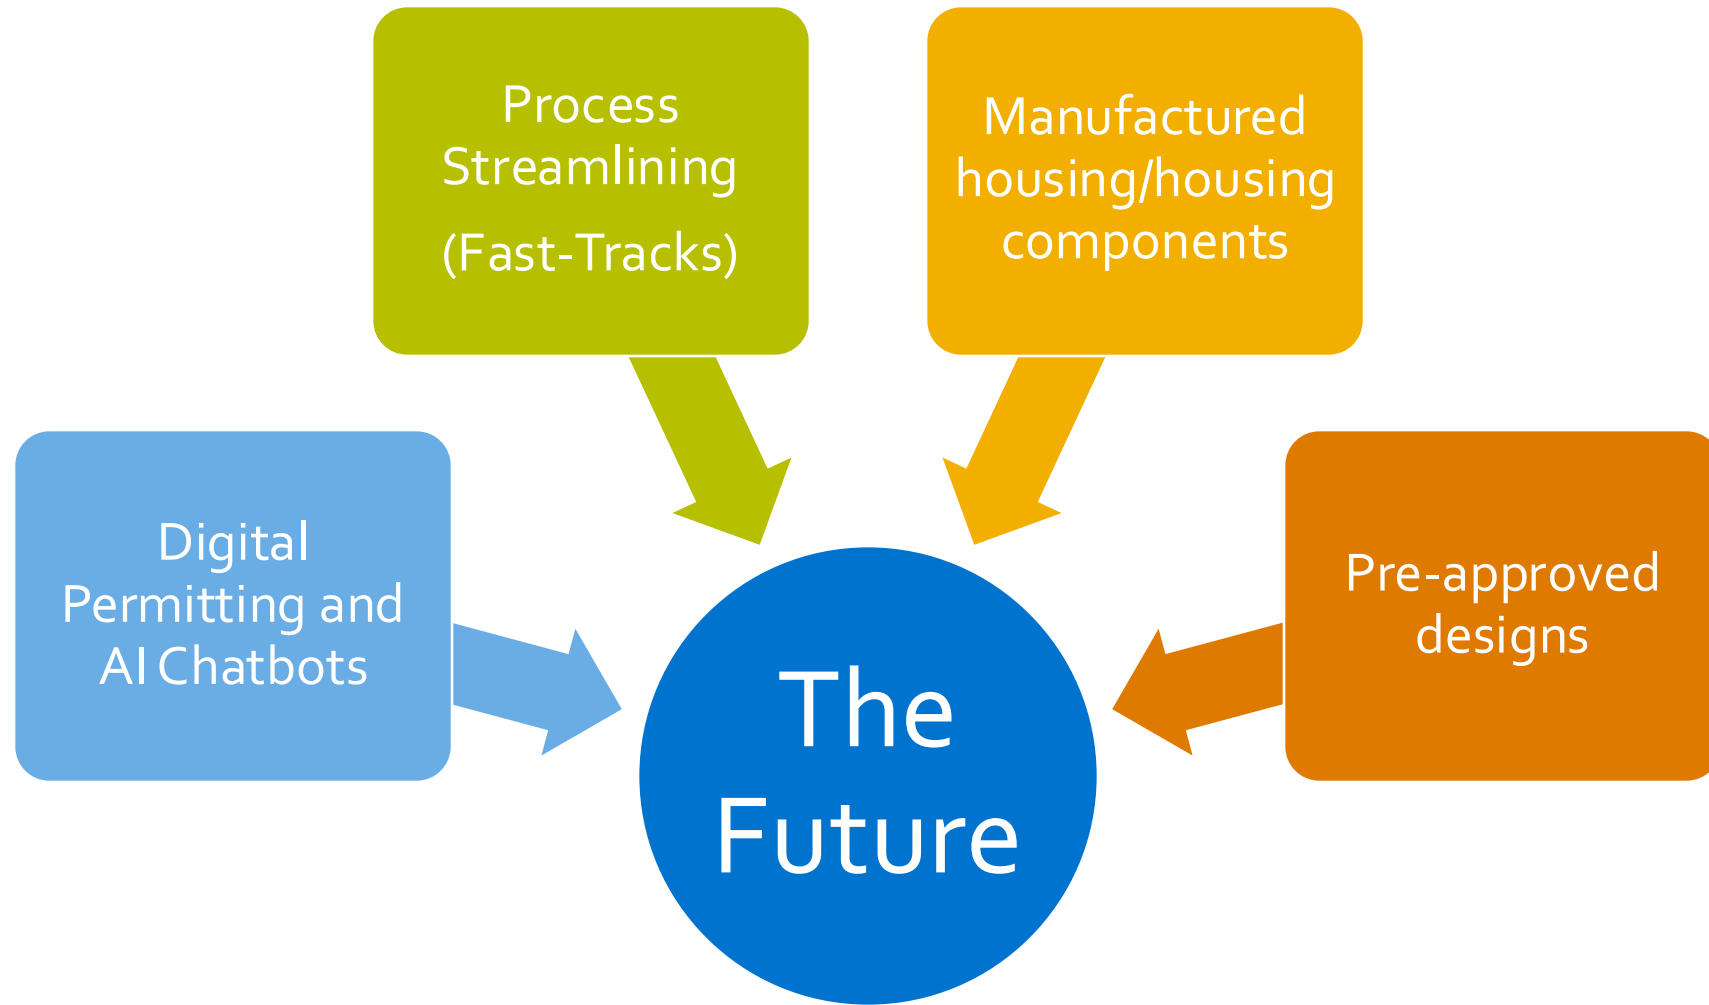 Process
Streamlining
(Fast-Tracks)
Manufactured
housing/housing
components
Digital
Permitting and
AI Chatbots
Pre-approved
designs
The
Future